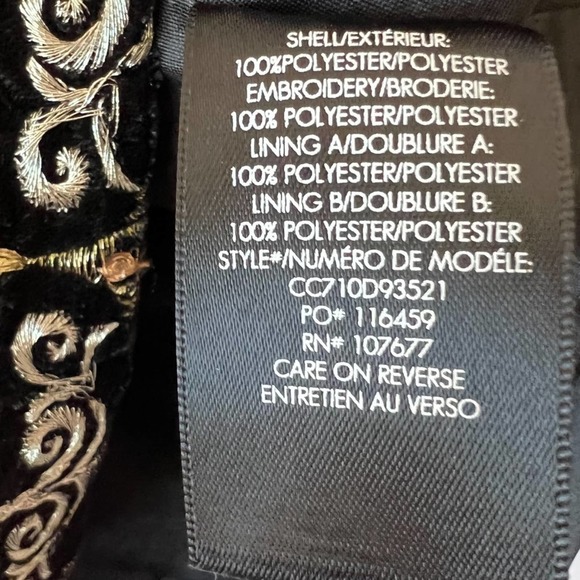 SHELL/EXTÉRIEUR:
100%POLYESTER/POLYESTER
EMBROIDERY/BRODERIE:
100% POLYESTER/POLYESTER
LINING A/DOUBLURE A:
100% POLYESTER/POLYESTER
LINING B/DOUBLURE B:
100% POLYESTER/POLYESTER
STYLE#/NUMÉRO DE MODÉLE:
CC710D93521
PO# 116459
RN# 107677
CARE ON REVERSE
ENTRETIEN AU VERSO